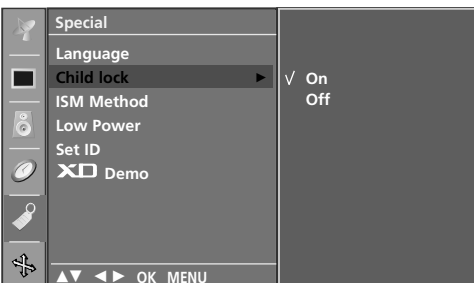 Special
Language
Child lock ►
ISM Method
Low Power
Set ID
XD Demo
▲▼ ◄► OK MENU
√ On
Off